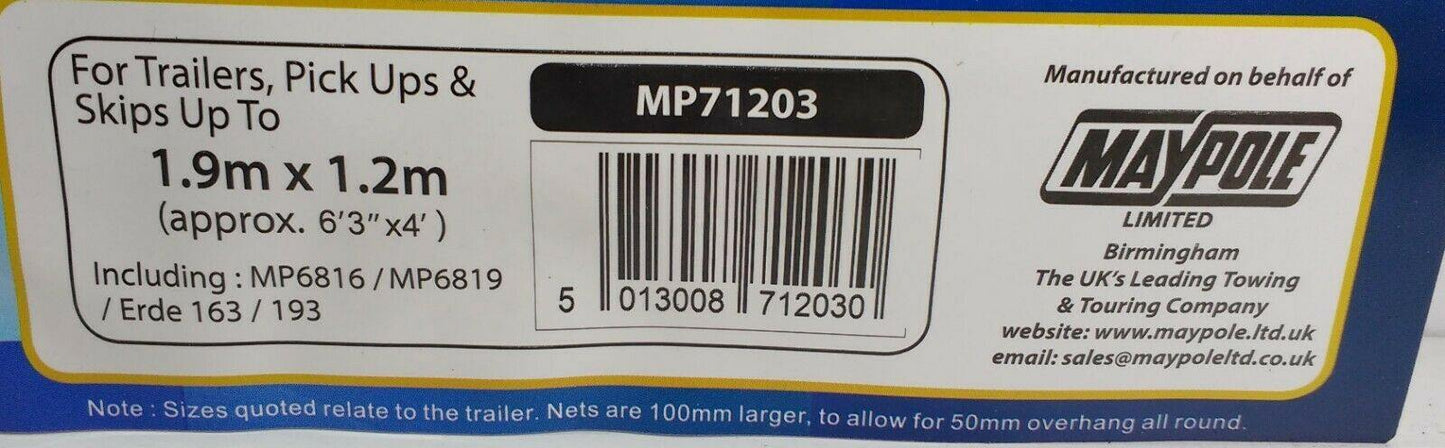 For Trailers, Pick Ups &
Skips Up To
1.9m x 1.2m
(approx. 6'3"x4' )
Including : MP6816 / MP6819
/ Erde 163 / 193
MP71203
5 013008 712030
Manufactured on behalf of
MAYPOLE
LIMITED
Birmingham
The UK's Leading Towing
& Touring Company
website: www.maypole.ltd.uk
email: sales@maypoleltd.co.uk
Note : Sizes quoted relate to the trailer. Nets are 100mm larger, to allow for 50mm overhang all round.